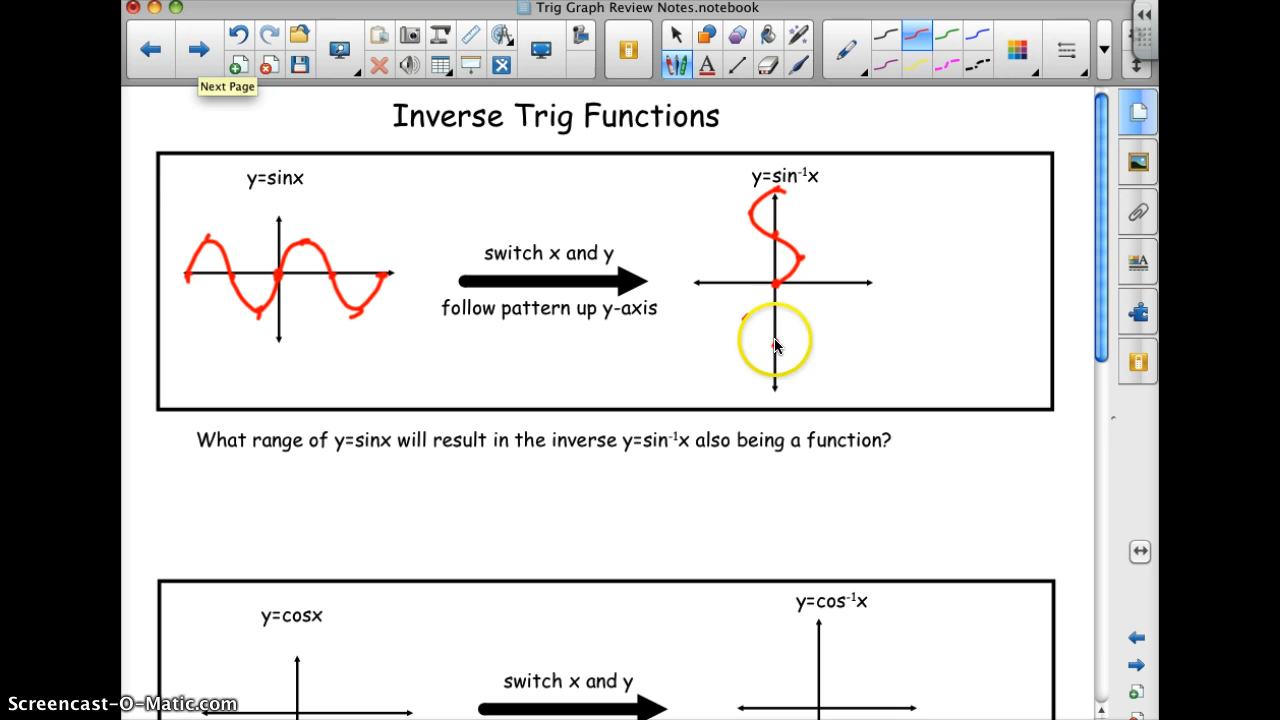 Trig Graph Review Notes.notebook
Next Page
Inverse Trig Functions
y=sinx
y=sin⁻¹x
switch x and y
follow pattern up y-axis
What range of y=sinx will result in the inverse y=sin⁻¹x also being a function?
y=cosx
y=cos⁻¹x
switch x and y
Screencast-O-Matic.com